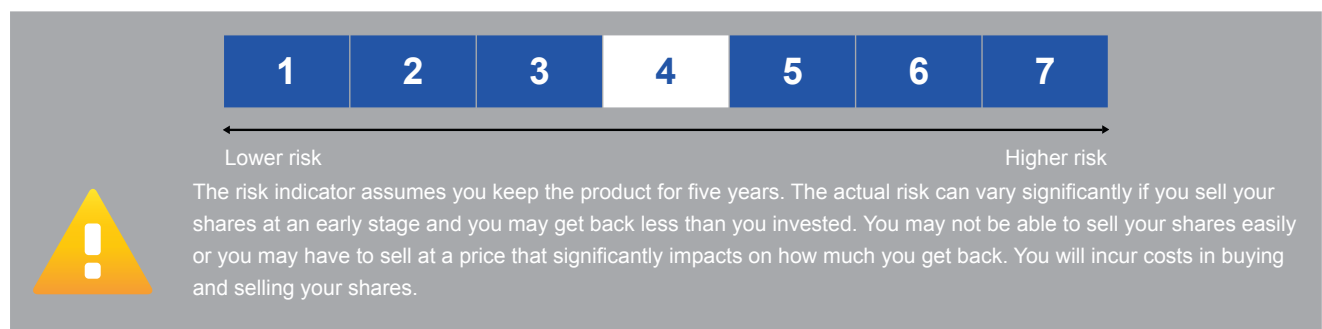 1 2 3 4 5 6 7
Lower risk Higher risk
The risk indicator assumes you keep the product for five years. The actual risk can vary significantly if you sell your
shares at an early stage and you may get back less than you invested. You may not be able to sell your shares easily
or you may have to sell at a price that significantly impacts on how much you get back. You will incur costs in buying
and selling your shares.